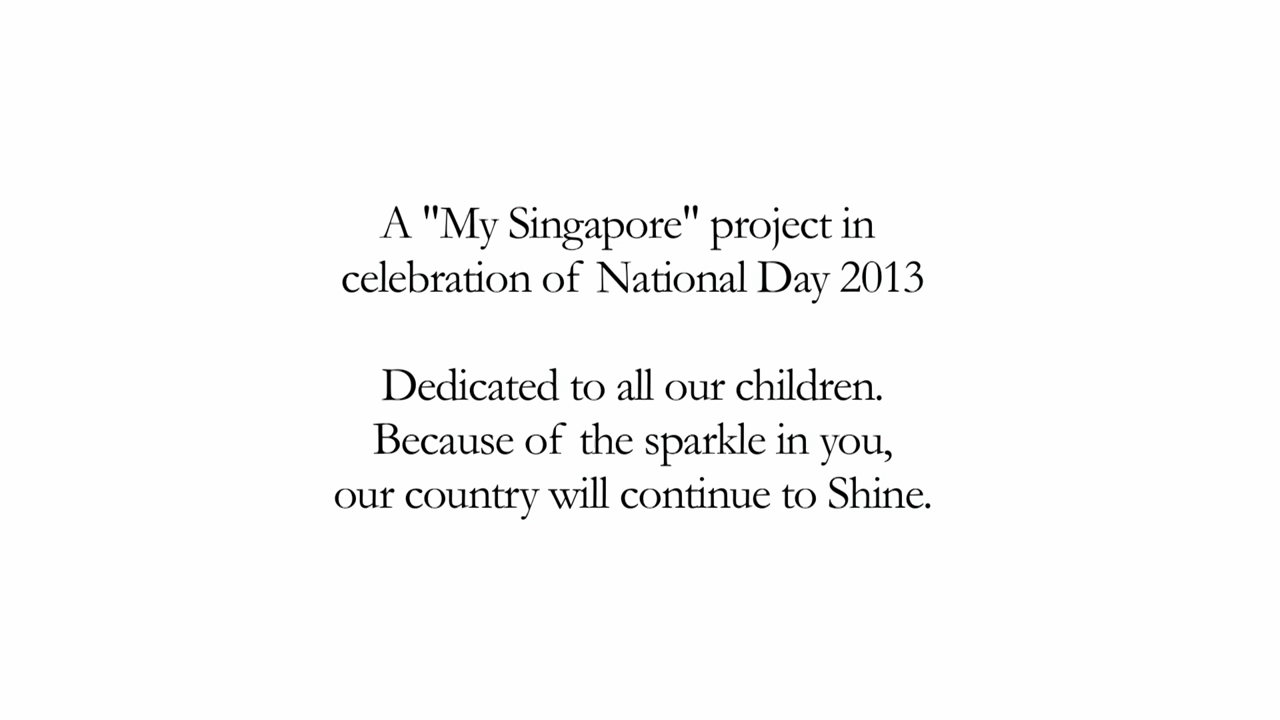 A "My Singapore" project in
celebration of National Day 2013
Dedicated to all our children.
Because of the sparkle in you,
our country will continue to Shine.